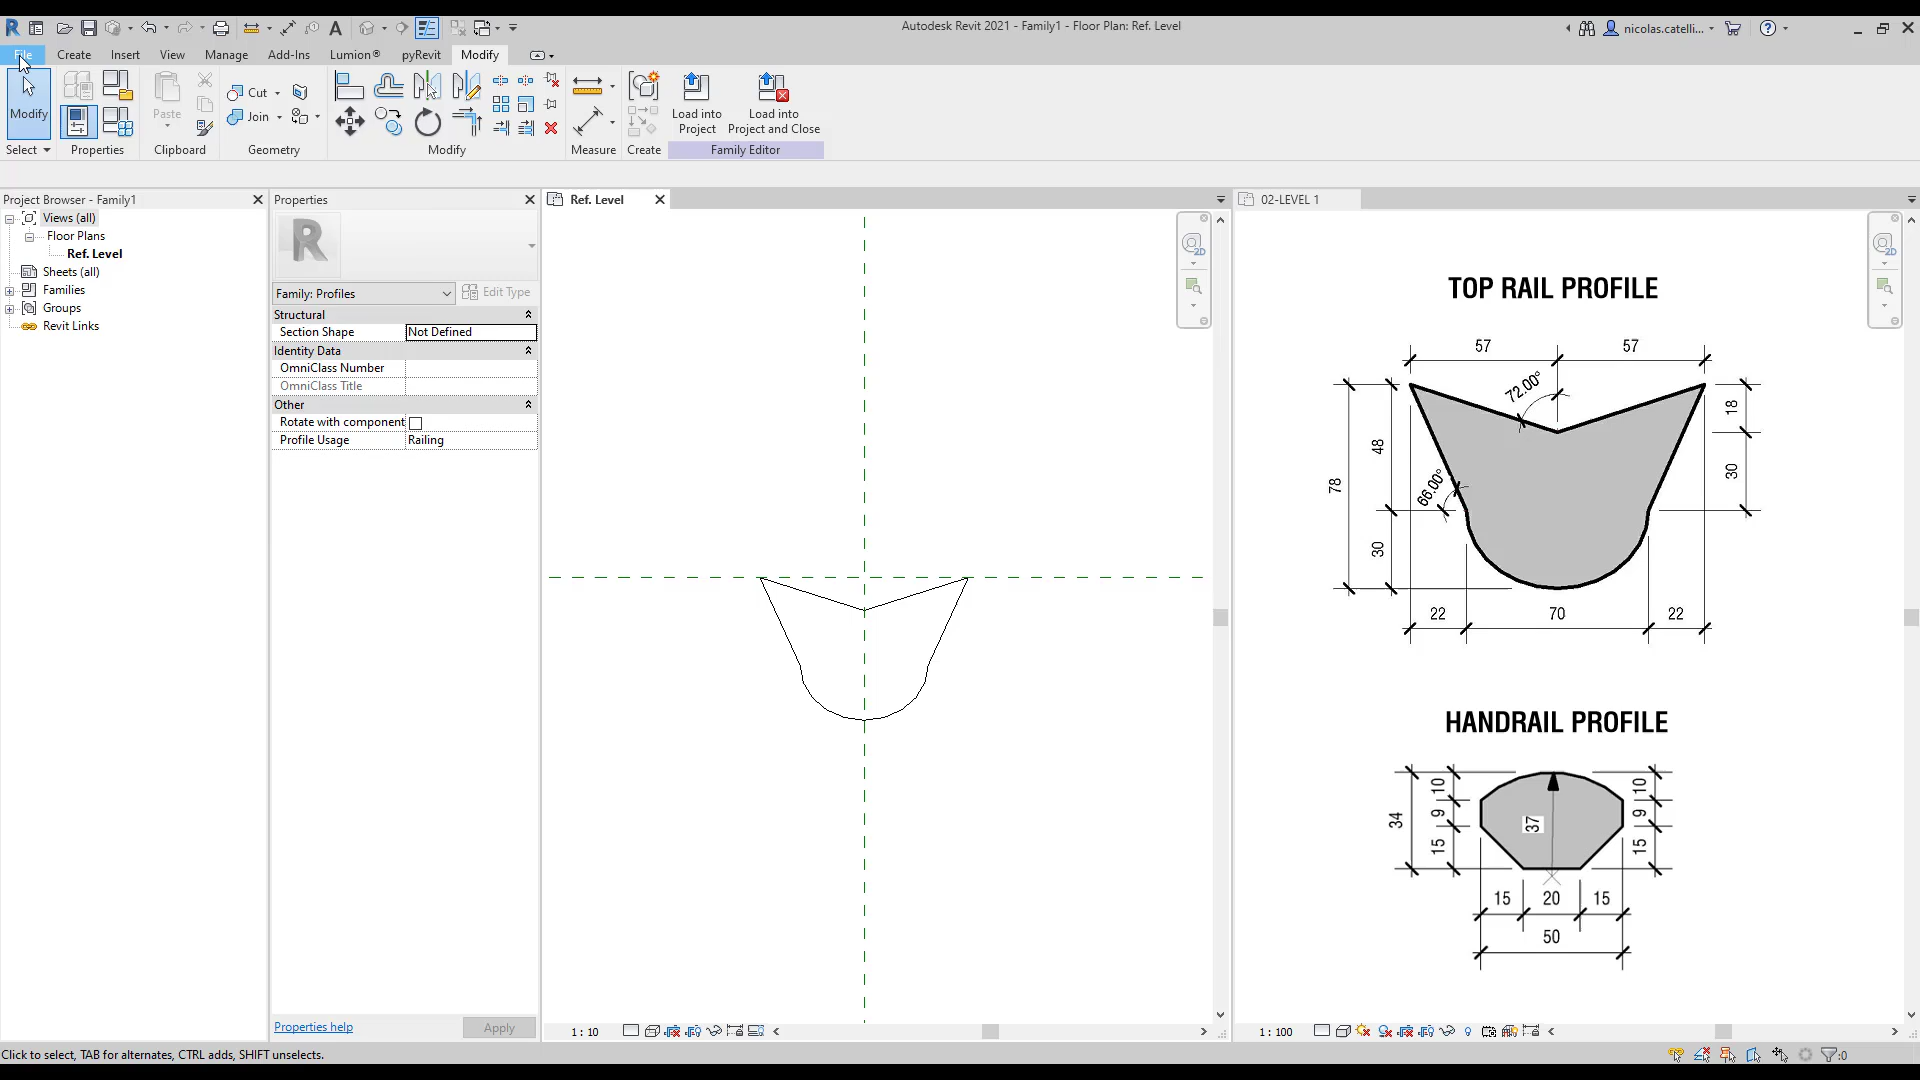 Autodesk Revit 2021 - Family1 - Floor Plan: Ref. Level
nicolas.catelli...
File Create Insert View Manage Add-Ins Lumion® pyRevit Modify
Modify
Paste
Cut
Join
Load into Project
Load into Project and Close
Select Properties Clipboard Geometry Modify Measure Create Family Editor
Project Browser - Family1
Views (all)
Floor Plans
Ref. Level
Sheets (all)
Families
Groups
Revit Links
Properties
R
Family: Profiles
Edit Type
Structural
Section Shape Not Defined
Identity Data
OmniClass Number
OmniClass Title
Other
Rotate with component
Profile Usage Railing
Properties help
Apply
Ref. Level
2D
1 : 10
02-LEVEL 1
2D
TOP RAIL PROFILE
57 57
72.00°
18
48
30
78
66.00°
30
22 70 22
HANDRAIL PROFILE
10 10
34 9 37 9
15 15
15 20 15
50
1 : 100
Click to select, TAB for alternates, CTRL adds, SHIFT unselects.
:0